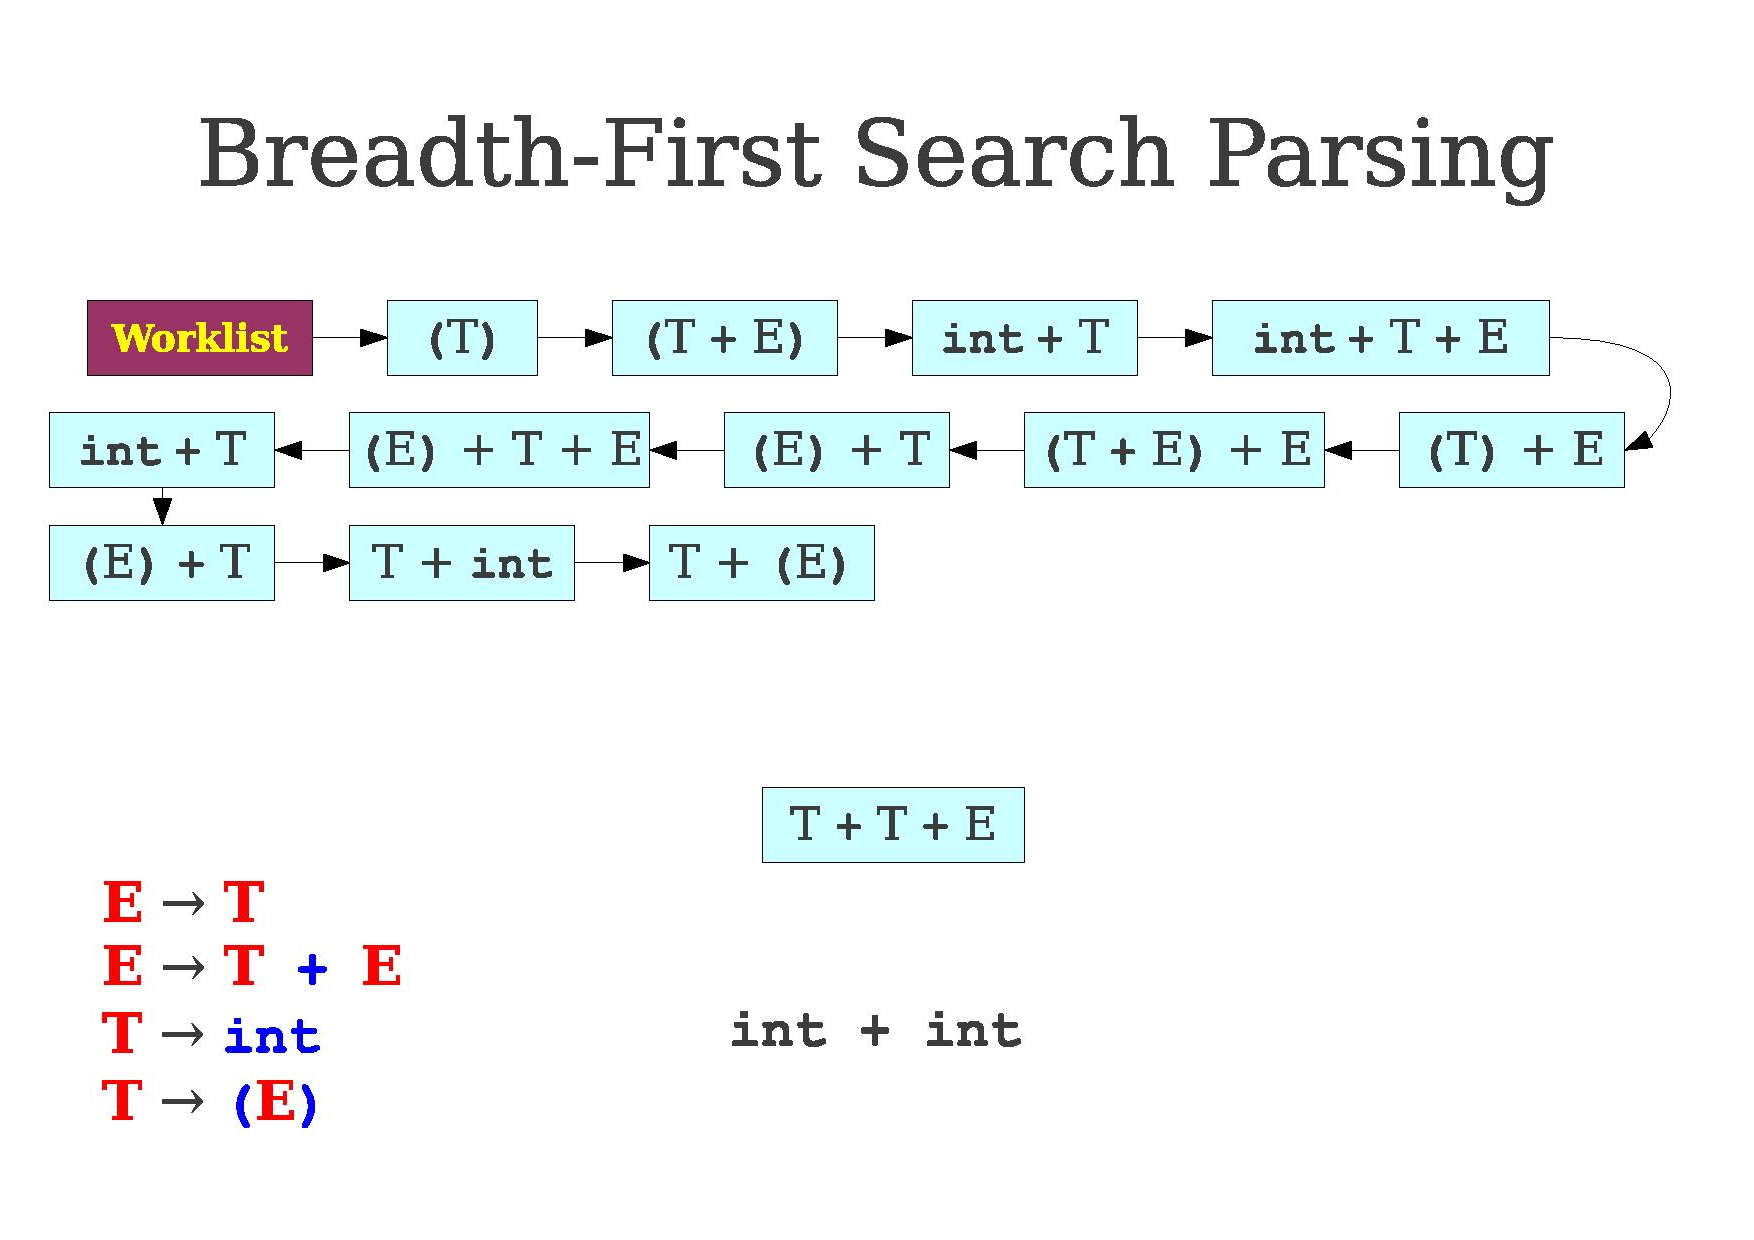 Breadth-First Search Parsing
Worklist (T) (T + E) int + T int + T + E
int + T (E) + T + E (E) + T (T + E) + E (T) + E
(E) + T T + int T + (E)
T + T + E
E → T
E → T + E
T → int
int + int
T → (E)